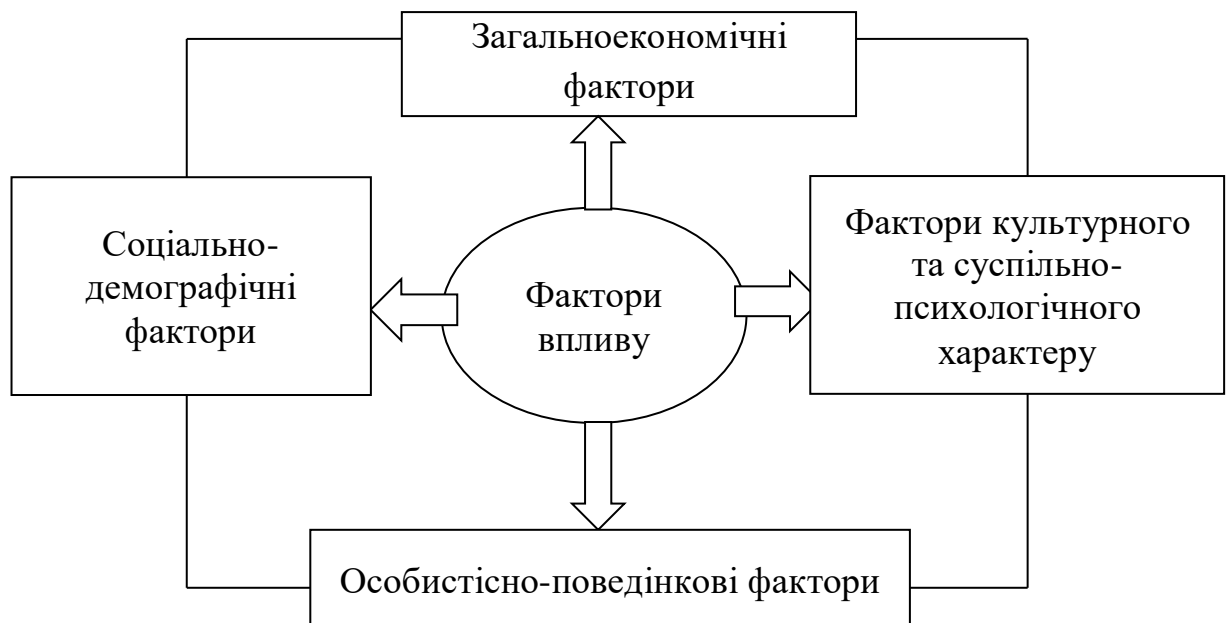 Загальноекономічні
фактори
Соціально-
демографічні
фактори
Фактори
впливу
Фактори культурного
та суспільно-
психологічного
характеру
Особистісно-поведінкові фактори